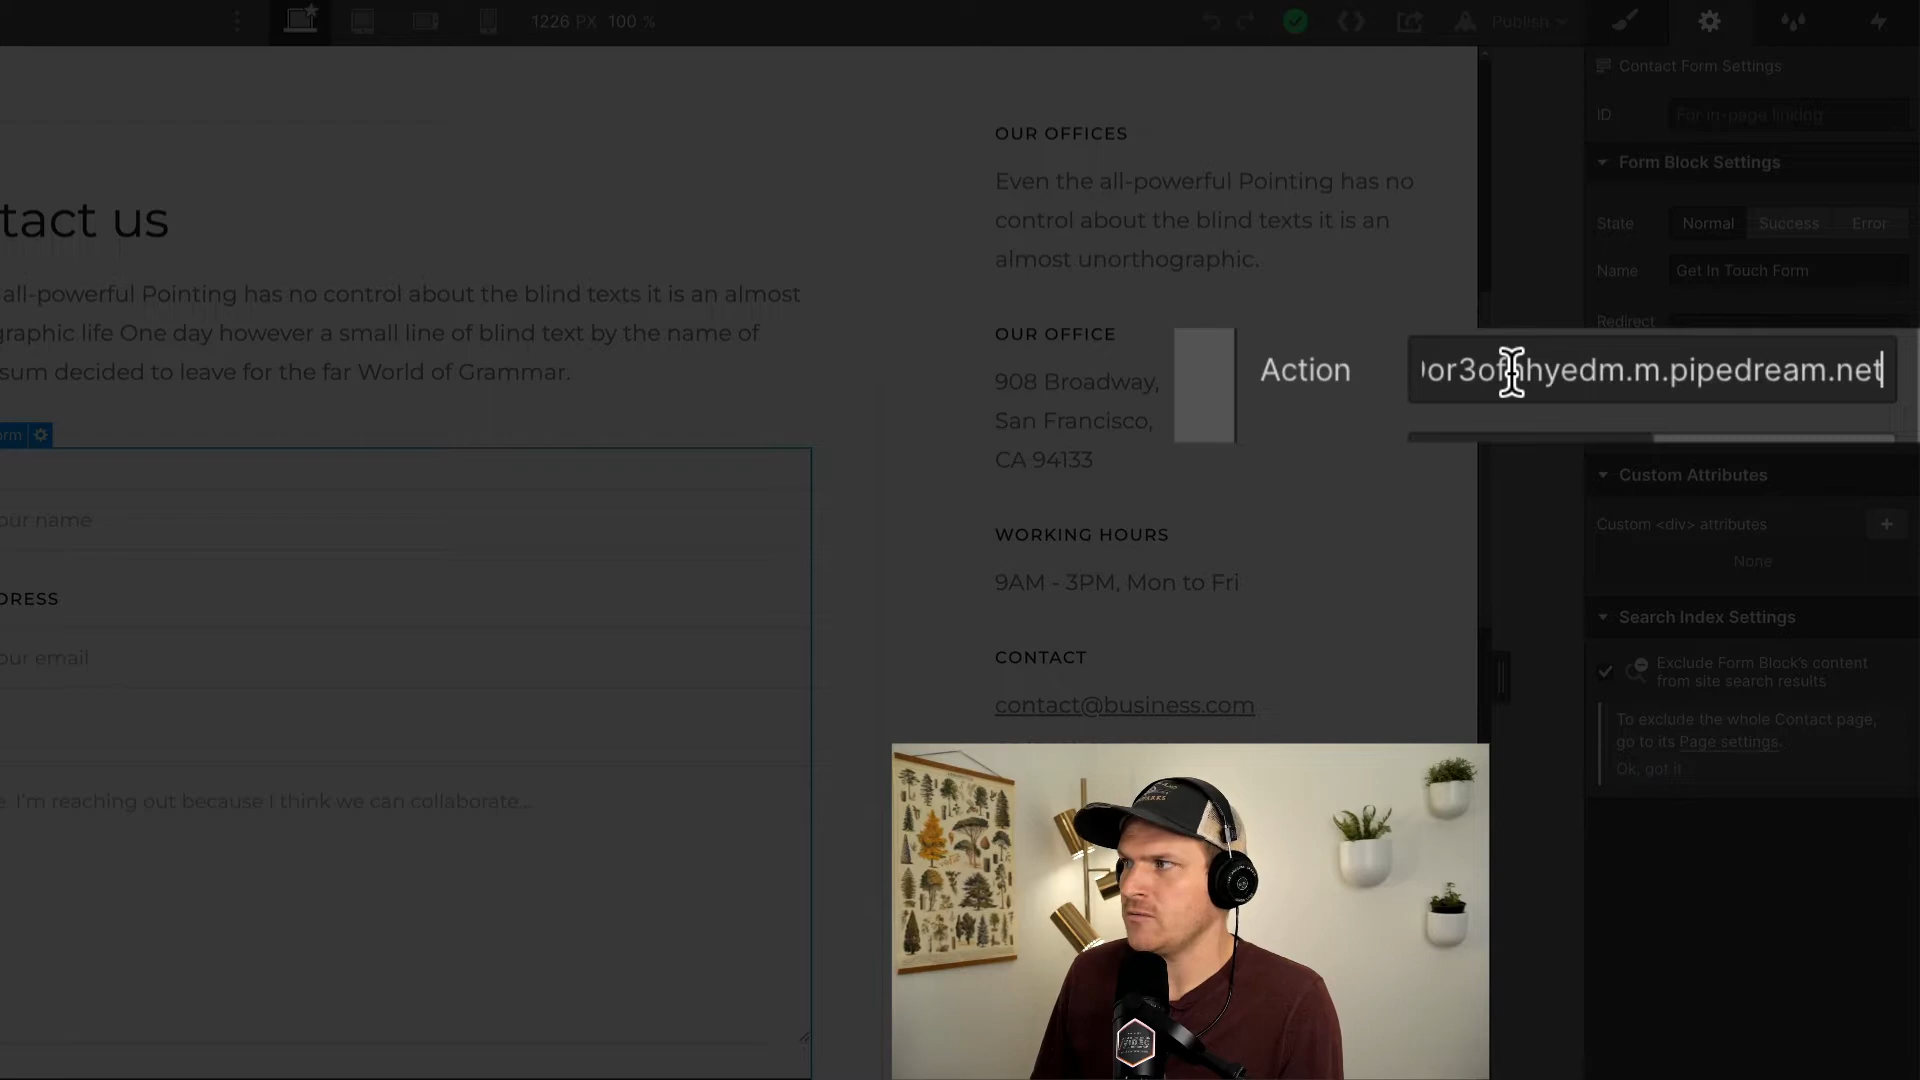 1226 PX 100 %
Publish
tact us
all-powerful Pointing has no control about the blind texts it is an almost
graphic life One day however a small line of blind text by the name of
sum decided to leave for the far World of Grammar.
orm
our name
DRESS
our email
I'm reaching out because I think we can collaborate...
OUR OFFICES
Even the all-powerful Pointing has no
control about the blind texts it is an
almost unorthographic.
OUR OFFICE
908 Broadway,
San Francisco,
CA 94133
WORKING HOURS
9AM - 3PM, Mon to Fri
CONTACT
contact@business.com
Contact Form Settings
ID For in-page linking
Form Block Settings
State Normal Success Error
Name Get In Touch Form
Redirect
Action
Custom Attributes
Custom <div> attributes
None
Search Index Settings
Exclude Form Block's content
from site search results
To exclude the whole Contact page,
go to its Page settings.
Ok, got it